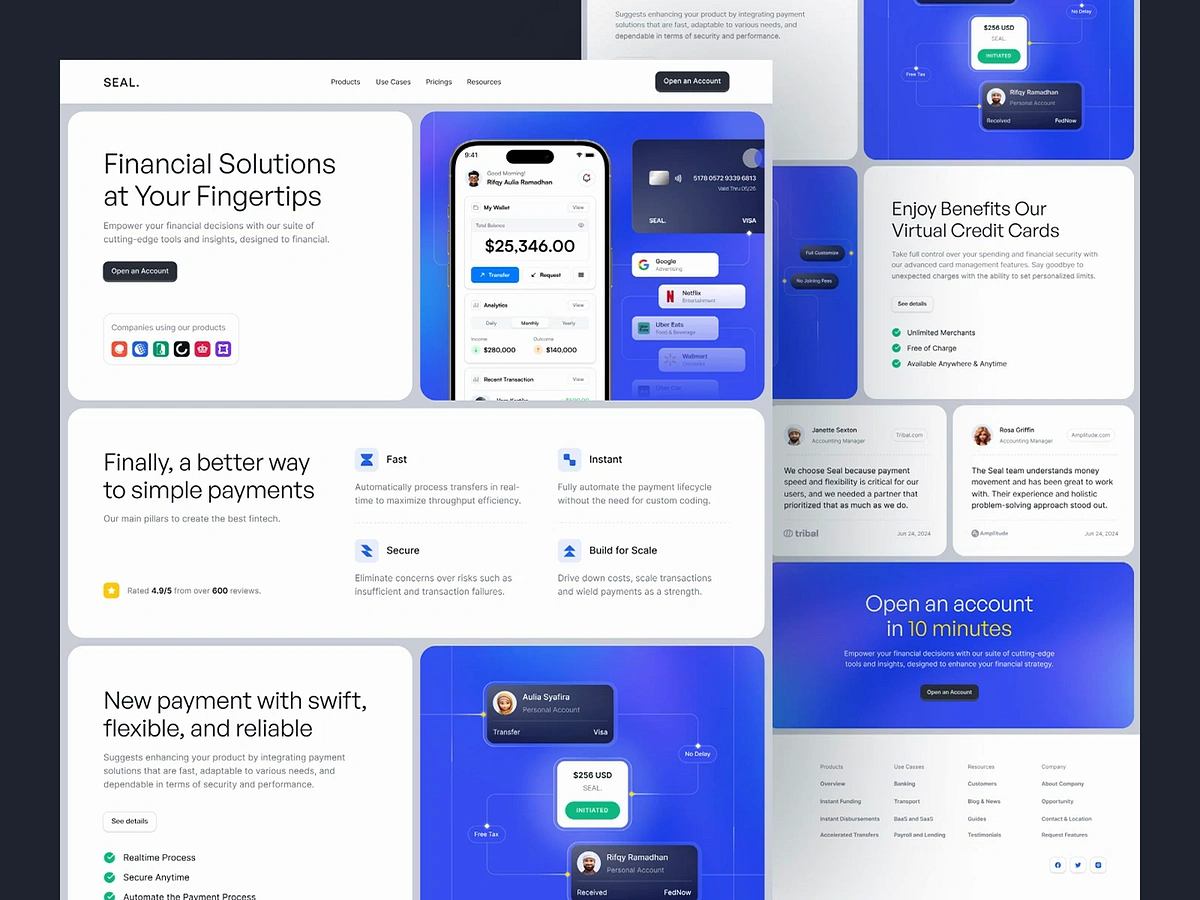 SEAL.
Products
Use Cases
Pricings
Resources
Open an Account
Financial Solutions
at Your Fingertips
Empower your financial decisions with our suite of
cutting-edge tools and insights, designed to financial.
Open an Account
Companies using our products
9:41
Good Morning!
Rifqy Aulia Ramadhan
My Wallet
View
Total Balance
$25,346.00
Transfer
Request
Analytics
View
Daily
Monthly
Yearly
Income
Outcome
$280,000
$140,000
Recent Transaction
View
5178 0572 9339 6813
Valid Thru 05/26
SEAL.
VISA
Google
Advertising
Netflix
Entertainment
Uber Eats
Food & Beverage
Walmart
Uber Car
Finally, a better way
to simple payments
Our main pillars to create the best fintech.
Rated 4.9/5 from over 600 reviews.
Fast
Automatically process transfers in real-
time to maximize throughput efficiency.
Instant
Fully automate the payment lifecycle
without the need for custom coding.
Secure
Eliminate concerns over risks such as
insufficient and transaction failures.
Build for Scale
Drive down costs, scale transactions
and wield payments as a strength.
New payment with swift,
flexible, and reliable
Suggests enhancing your product by integrating payment
solutions that are fast, adaptable to various needs, and
dependable in terms of security and performance.
See details
Realtime Process
Secure Anytime
Automate the Payment Process
Aulia Syafira
Personal Account
Transfer
Visa
No Delay
$256 USD
SEAL.
INITIATED
Free Tax
Rifqy Ramadhan
Personal Account
Received
FedNow
Suggests enhancing your product by integrating payment
solutions that are fast, adaptable to various needs, and
dependable in terms of security and performance.
No Delay
$256 USD
SEAL.
INITIATED
Free Tax
Rifqy Ramadhan
Personal Account
Received
FedNow
Full Customize
No Joining Fees
Enjoy Benefits Our
Virtual Credit Cards
Take full control over your spending and financial security with
our advanced card management features. Say goodbye to
unexpected charges with the ability to set personalized limits.
See details
Unlimited Merchants
Free of Charge
Available Anywhere & Anytime
Janette Sexton
Accounting Manager
Tribal.com
We choose Seal because payment
speed and flexibility is critical for our
users, and we needed a partner that
prioritized that as much as we do.
tribal
Jun 24, 2024
Rosa Griffin
Accounting Manager
Amplitude.com
The Seal team understands money
movement and has been great to work
with. Their experience and holistic
problem-solving approach stood out.
Amplitude
Jun 24, 2024
Open an account
in 10 minutes
Empower your financial decisions with our suite of cutting-edge
tools and insights, designed to enhance your financial strategy.
Open an Account
Products
Overview
Instant Funding
Instant Disbursements
Accelerated Transfers
Use Cases
Banking
Transport
BaaS and SaaS
Payroll and Lending
Resources
Customers
Blog & News
Guides
Testimonials
Company
About Company
Opportunity
Contact & Location
Request Features